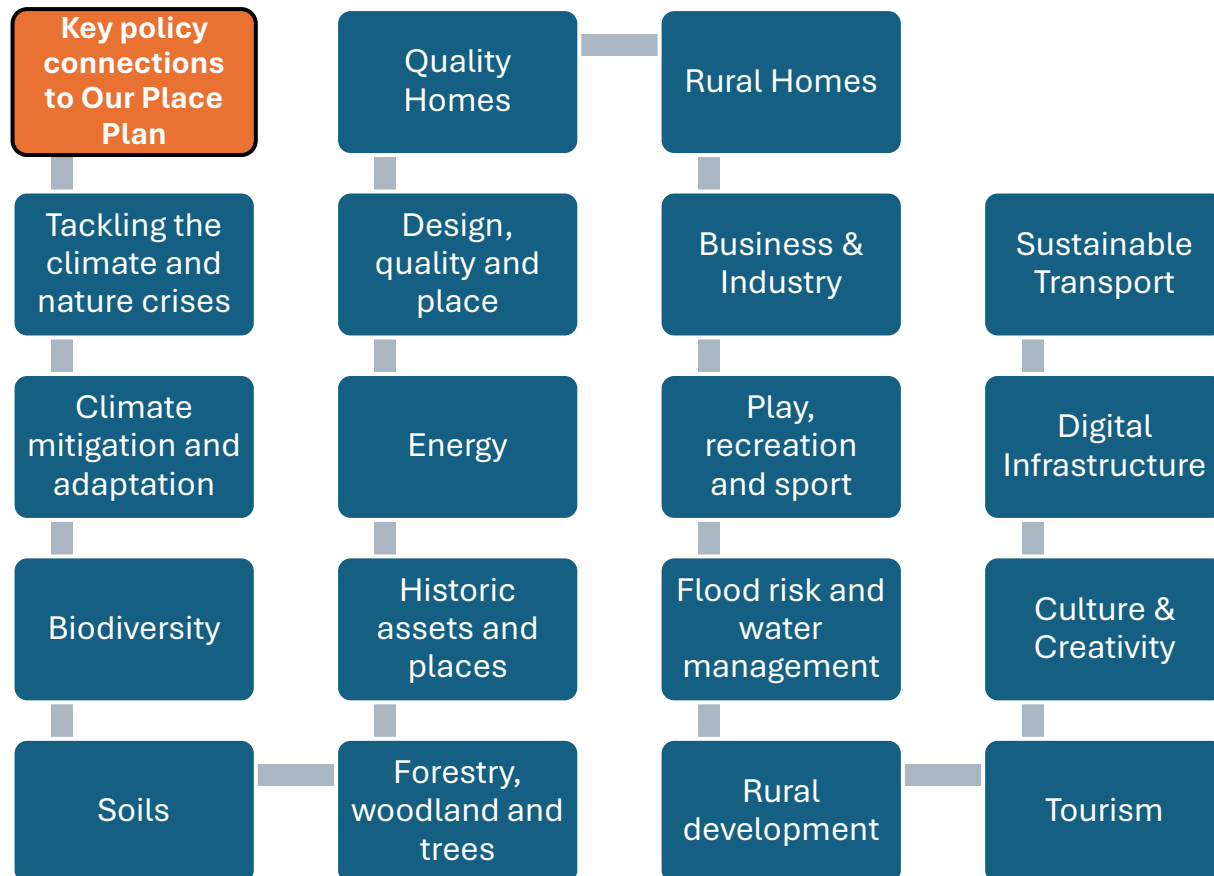 Key policy
connections
to Our Place
Plan
Tackling the
climate and
nature crises
Climate
mitigation and
adaptation
Biodiversity
Soils
Forestry,
woodland and
trees
Historic
assets and
places
Energy
Design,
quality and
place
Quality
Homes
Rural Homes
Business &
Industry
Play,
recreation
and sport
Flood risk and
water
management
Rural
development
Tourism
Culture &
Creativity
Digital
Infrastructure
Sustainable
Transport